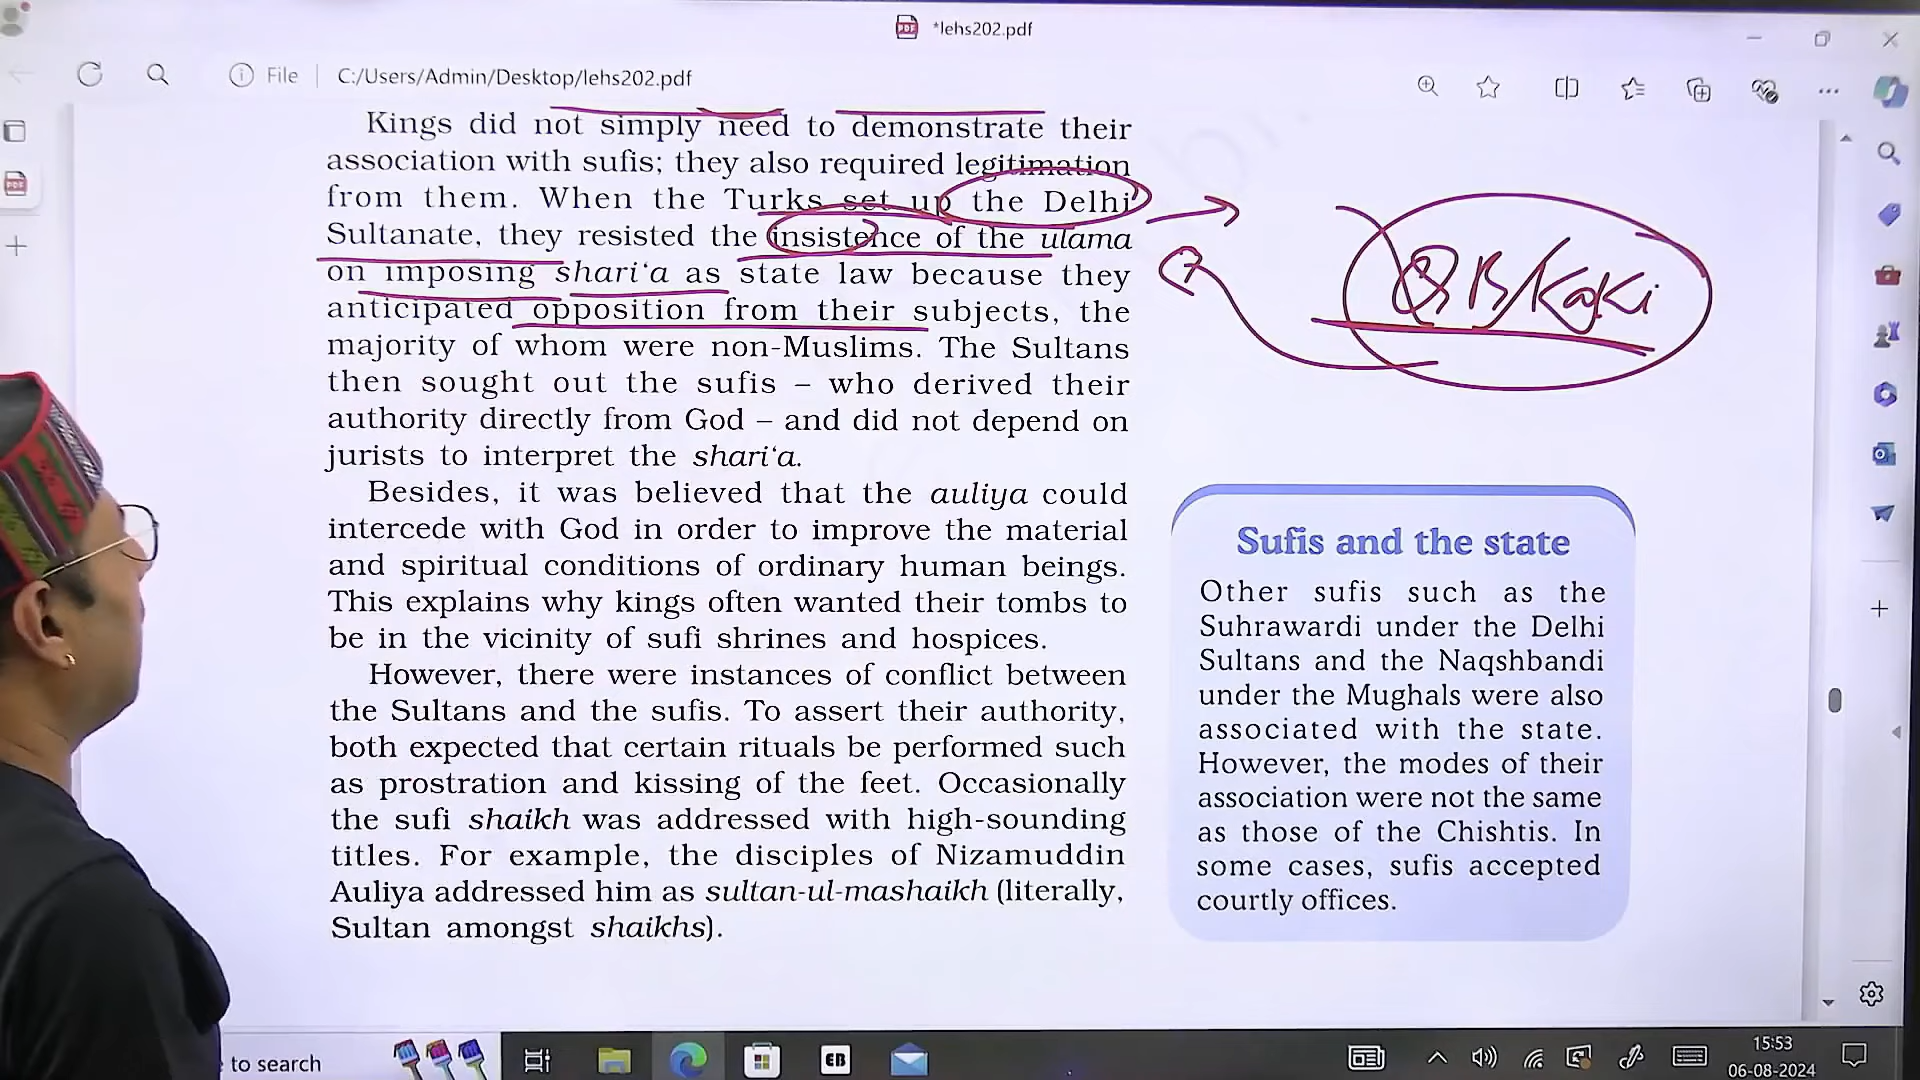 *lehs202.pdf
File
C:/Users/Admin/Desktop/lehs202.pdf
Kings did not simply need to demonstrate their
association with sufis; they also required legitimation
from them. When the Turks set up the Delhi
Sultanate, they resisted the insistence of the ulama
on imposing shari‘a as state law because they
anticipated opposition from their subjects, the
majority of whom were non-Muslims. The Sultans
then sought out the sufis – who derived their
authority directly from God – and did not depend on
jurists to interpret the shari‘a.
Besides, it was believed that the auliya could
intercede with God in order to improve the material
and spiritual conditions of ordinary human beings.
This explains why kings often wanted their tombs to
be in the vicinity of sufi shrines and hospices.
However, there were instances of conflict between
the Sultans and the sufis. To assert their authority,
both expected that certain rituals be performed such
as prostration and kissing of the feet. Occasionally
the sufi shaikh was addressed with high-sounding
titles. For example, the disciples of Nizamuddin
Auliya addressed him as sultan-ul-mashaikh (literally,
Sultan amongst shaikhs).
QB/KaKi
Sufis and the state
Other sufis such as the
Suhrawardi under the Delhi
Sultans and the Naqshbandi
under the Mughals were also
associated with the state.
However, the modes of their
association were not the same
as those of the Chishtis. In
some cases, sufis accepted
courtly offices.
to search
EB
15:53
06-08-2024